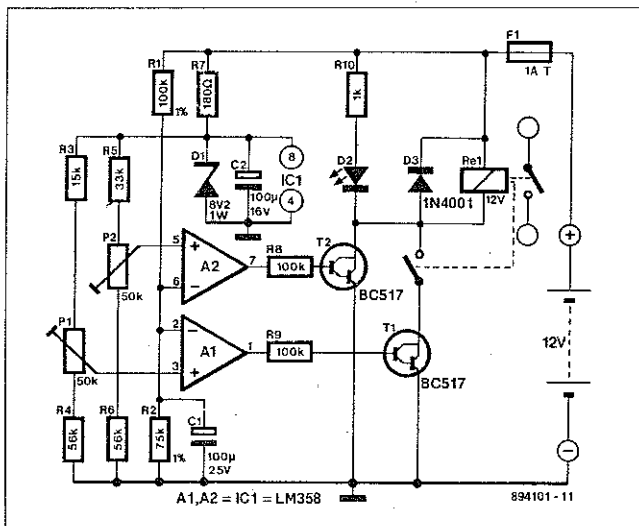 F1
1A T
R1
100k
1%
R7
180Ω
R10
1k
R3
15k
R5
33k
D1
8V2
1W
C2
100µ
16V
8
IC1
4
D2
D3
1N4001
Re1
12V
P2
50k
5
+
6
−
A2
7
R8
100k
T2
BC517
P1
50k
2
−
3
+
A1
1
R9
100k
T1
BC517
+
12V
−
R4
56k
R6
56k
R2
75k
1%
C1
100µ
25V
A1,A2 = IC1 = LM358
894101 - 11